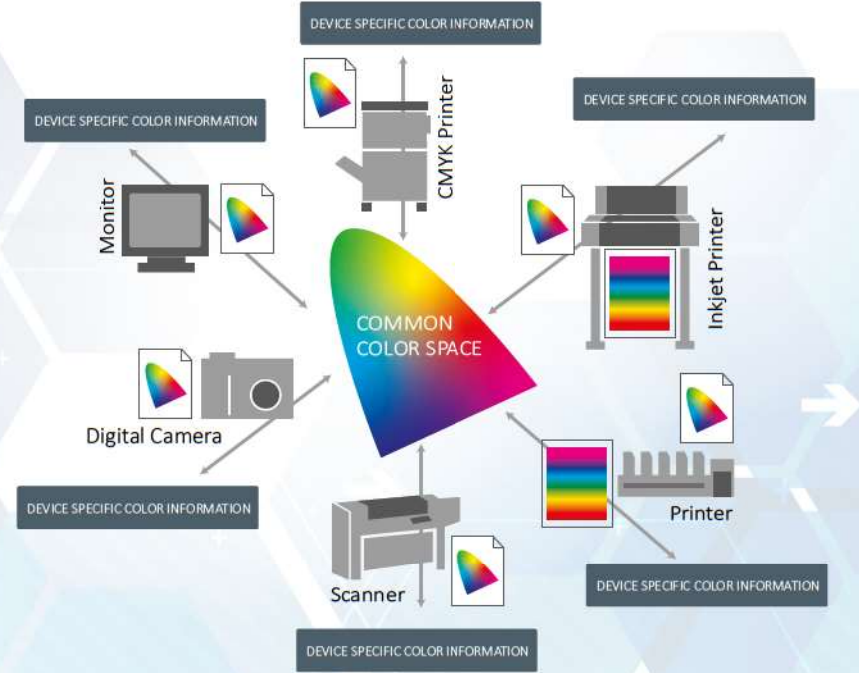 DEVICE SPECIFIC COLOR INFORMATION
DEVICE SPECIFIC COLOR INFORMATION
DEVICE SPECIFIC COLOR INFORMATION
CMYK Printer
Monitor
Inkjet Printer
COMMON
COLOR SPACE
Digital Camera
DEVICE SPECIFIC COLOR INFORMATION
Printer
DEVICE SPECIFIC COLOR INFORMATION
Scanner
DEVICE SPECIFIC COLOR INFORMATION